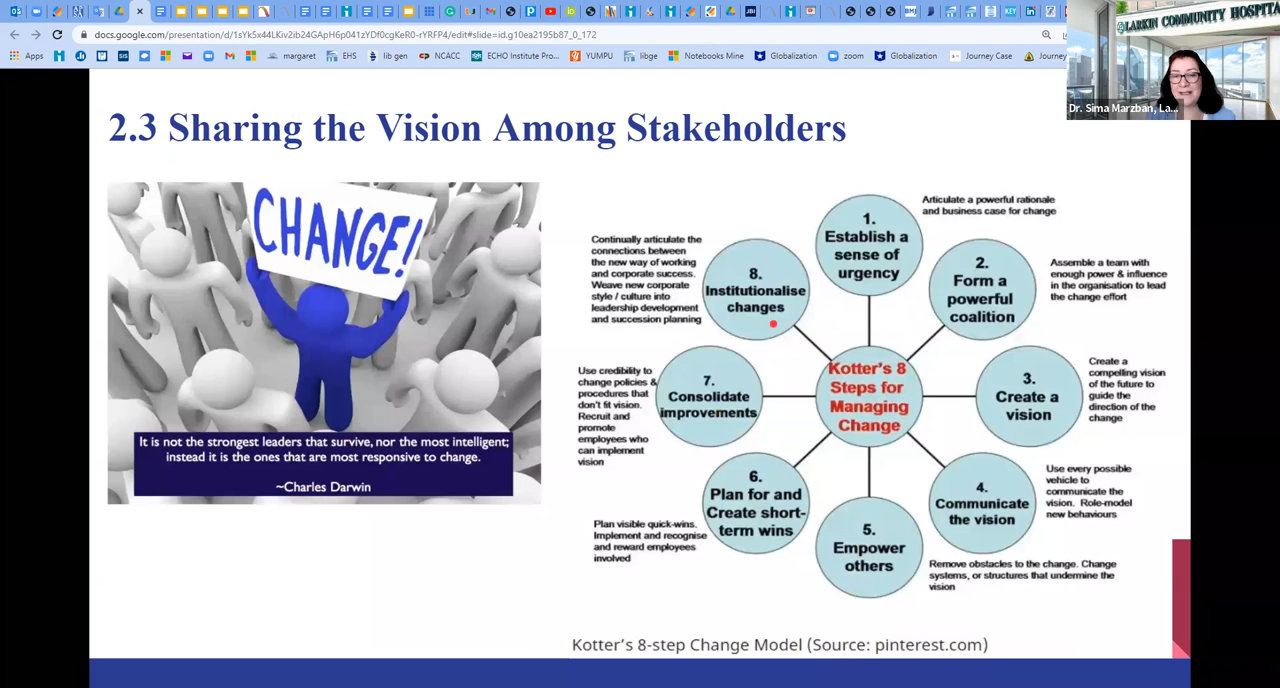 docs.google.com/presentation/d/1sYk5x44LKiv2ib24GApH6p041zYDf0cgKeR0-rVFFP4/edit#slide=id.g10ea2195b87_0_172
Apps
SIS
margaret
EHS
lib gen
NCACC
ECHO Institute Pro...
YUMPU
libge
Notebooks Mine
Globalization
zoom
Globalization
Journey Case
Journey
LARKIN COMMUNITY HOSPITA
Dr. Sima Marzban, La...
2.3 Sharing the Vision Among Stakeholders
CHANGE!
It is not the strongest leaders that survive, nor the most intelligent;
instead it is the ones that are most responsive to change.
~Charles Darwin
Kotter's 8
Steps for
Managing
Change
1.
Establish a
sense of
urgency
Articulate a powerful rationale
and business case for change
2.
Form a
powerful
coalition
Assemble a team with
enough power & influence
in the organisation to lead
the change effort
3.
Create a
vision
Create a
compelling vision
of the future to
guide the
direction of the
change
4.
Communicate
the vision
Use every possible
vehicle to
communicate the
vision. Role-model
new behaviours
5.
Empower
others
Remove obstacles to the change. Change
systems, or structures that undermine the
vision
6.
Plan for and
Create short-
term wins
Plan visible quick-wins.
Implement and recognise
and reward employees
involved
7.
Consolidate
improvements
Use credibility to
change policies &
procedures that
don't fit vision.
Recruit and
promote
employees who
can implement
vision
8.
Institutionalise
changes
Continually articulate the
connections between
the new way of working
and corporate success.
Weave new corporate
style / culture into
leadership development
and succession planning
Kotter's 8-step Change Model (Source: pinterest.com)